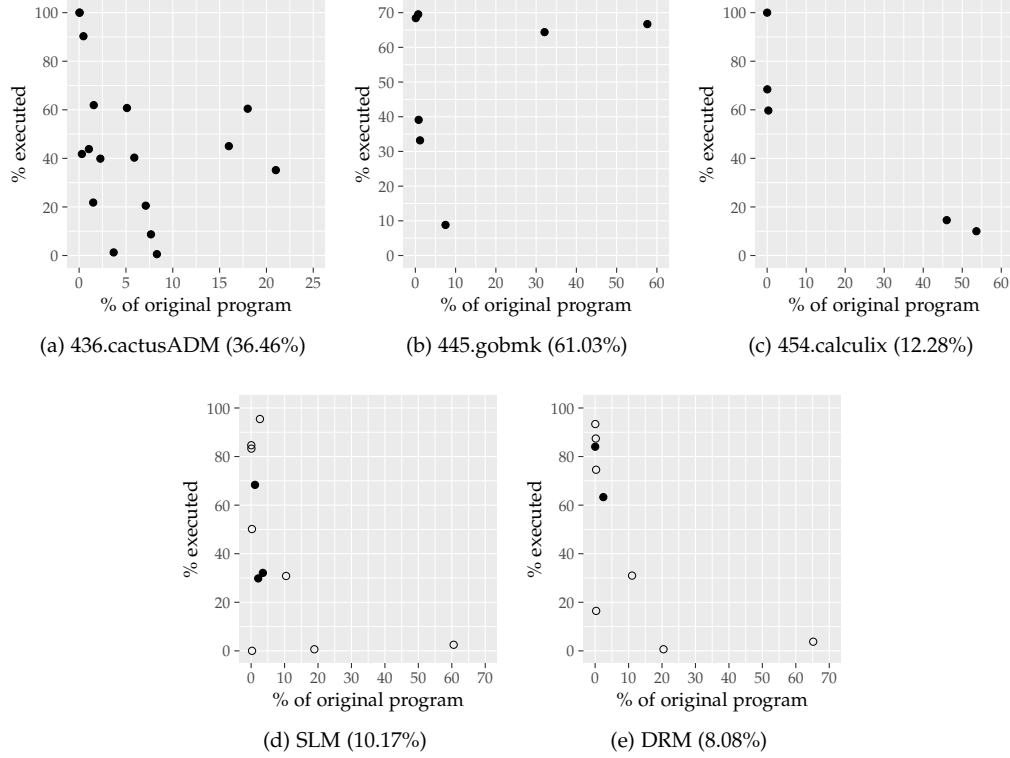 100
80
60
40
20
0
% executed
0 5 10 15 20 25
% of original program
(a) 436.cactusADM (36.46%)
70
60
50
40
30
20
10
0
% executed
0 10 20 30 40 50 60
% of original program
(b) 445.gobmk (61.03%)
100
80
60
40
20
0
% executed
0 10 20 30 40 50 60
% of original program
(c) 454.calculix (12.28%)
100
80
60
40
20
0
% executed
0 10 20 30 40 50 60 70
% of original program
(d) SLM (10.17%)
100
80
60
40
20
0
% executed
0 10 20 30 40 50 60 70
% of original program
(e) DRM (8.08%)